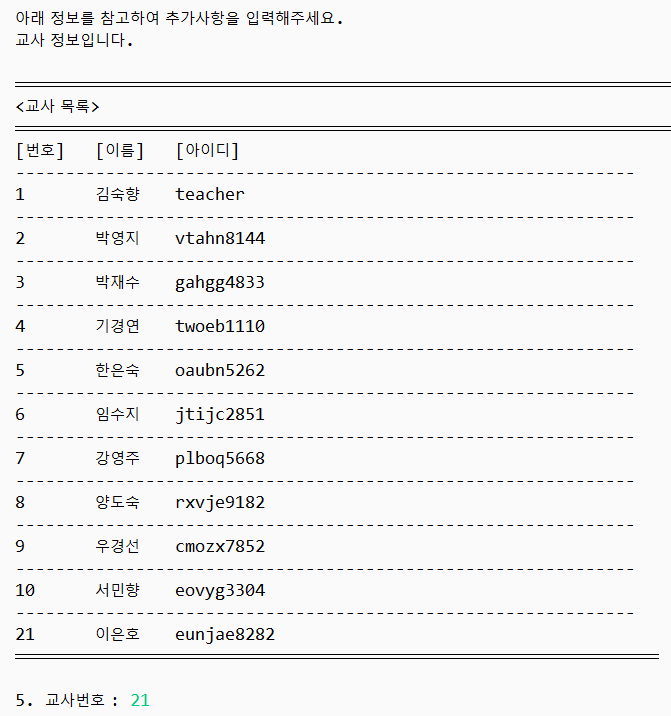 아래 정보를 참고하여 추가사항을 입력해주세요.
교사 정보입니다.
<교사 목록>
[번호] [이름] [아이디]
1 김숙향 teacher
2 박영지 vtahn8144
3 박재수 gahgg4833
4 기경연 twoeb1110
5 한은숙 oaubn5262
6 임수지 jtijc2851
7 강영주 plboq5668
8 양도숙 rxvje9182
9 우경선 cmozx7852
10 서민향 eovyg3304
21 이은호 eunjae8282
5. 교사번호 : 21